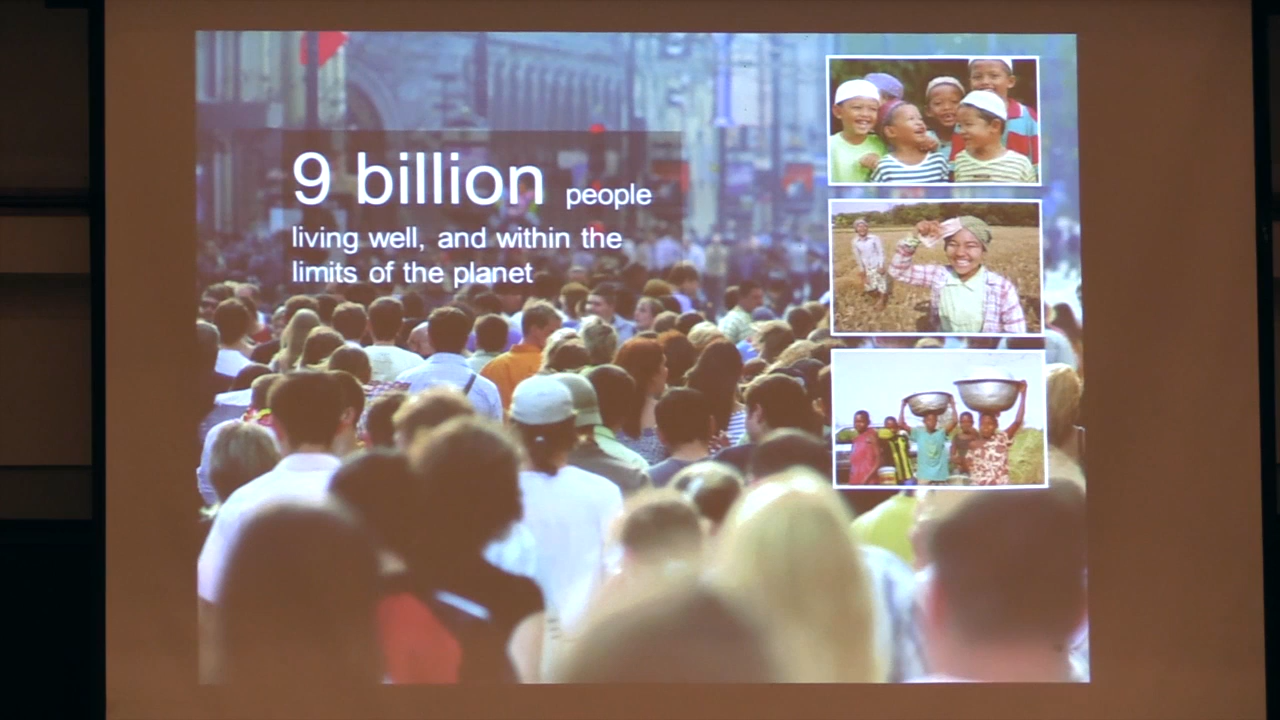 9 billion people
living well, and within the
limits of the planet